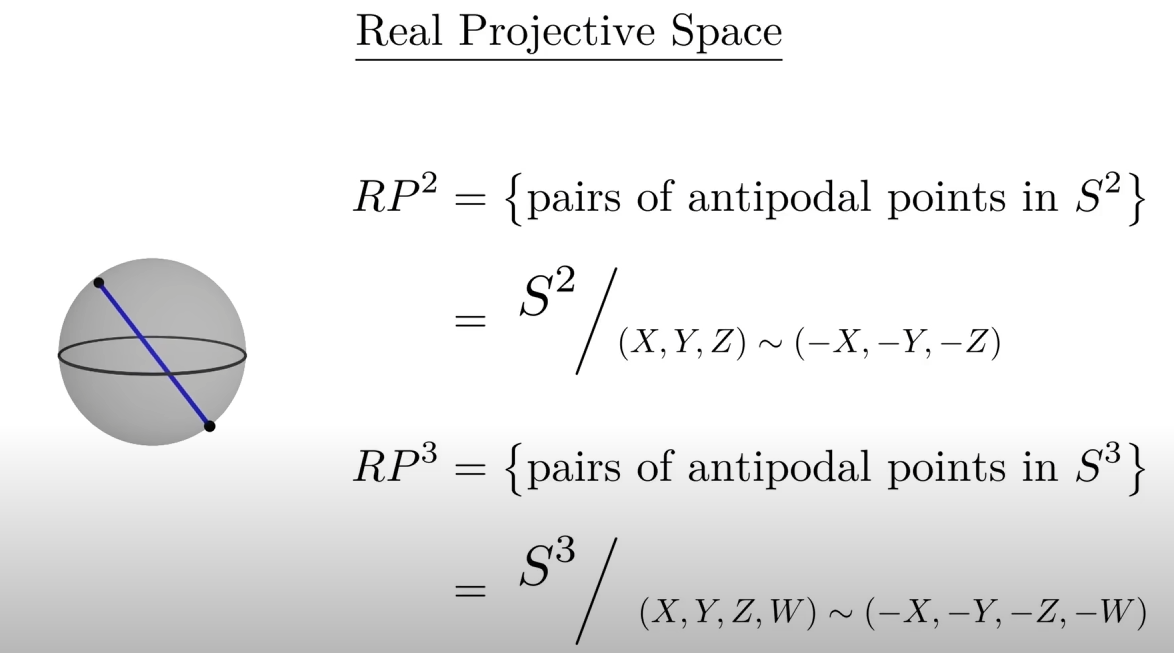 Real Projective Space
RP² = {pairs of antipodal points in S²}
= S² / (X, Y, Z) ∼ (−X, −Y, −Z)
RP³ = {pairs of antipodal points in S³}
= S³ / (X, Y, Z, W) ∼ (−X, −Y, −Z, −W)